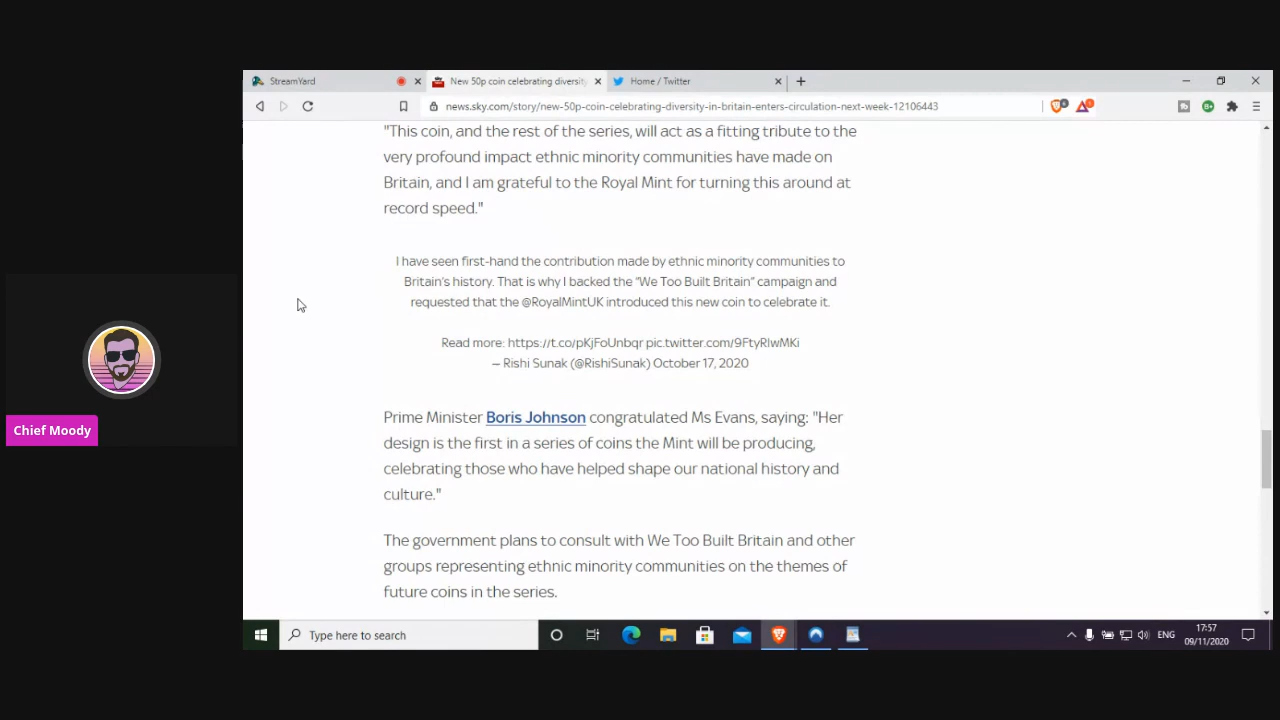 StreamYard
New 50p coin celebrating diversity
Home / Twitter
news.sky.com/story/new-50p-coin-celebrating-diversity-in-britain-enters-circulation-next-week-12106443
"This coin, and the rest of the series, will act as a fitting tribute to the
very profound impact ethnic minority communities have made on
Britain, and I am grateful to the Royal Mint for turning this around at
record speed."
I have seen first-hand the contribution made by ethnic minority communities to
Britain's history. That is why I backed the "We Too Built Britain" campaign and
requested that the @RoyalMintUK introduced this new coin to celebrate it.
Read more: https://t.co/pKjFoUnbqr pic.twitter.com/9FtyRlwMKi
— Rishi Sunak (@RishiSunak) October 17, 2020
Chief Moody
Prime Minister Boris Johnson congratulated Ms Evans, saying: "Her
design is the first in a series of coins the Mint will be producing,
celebrating those who have helped shape our national history and
culture."
The government plans to consult with We Too Built Britain and other
groups representing ethnic minority communities on the themes of
future coins in the series.
Type here to search
ENG
17:57
09/11/2020